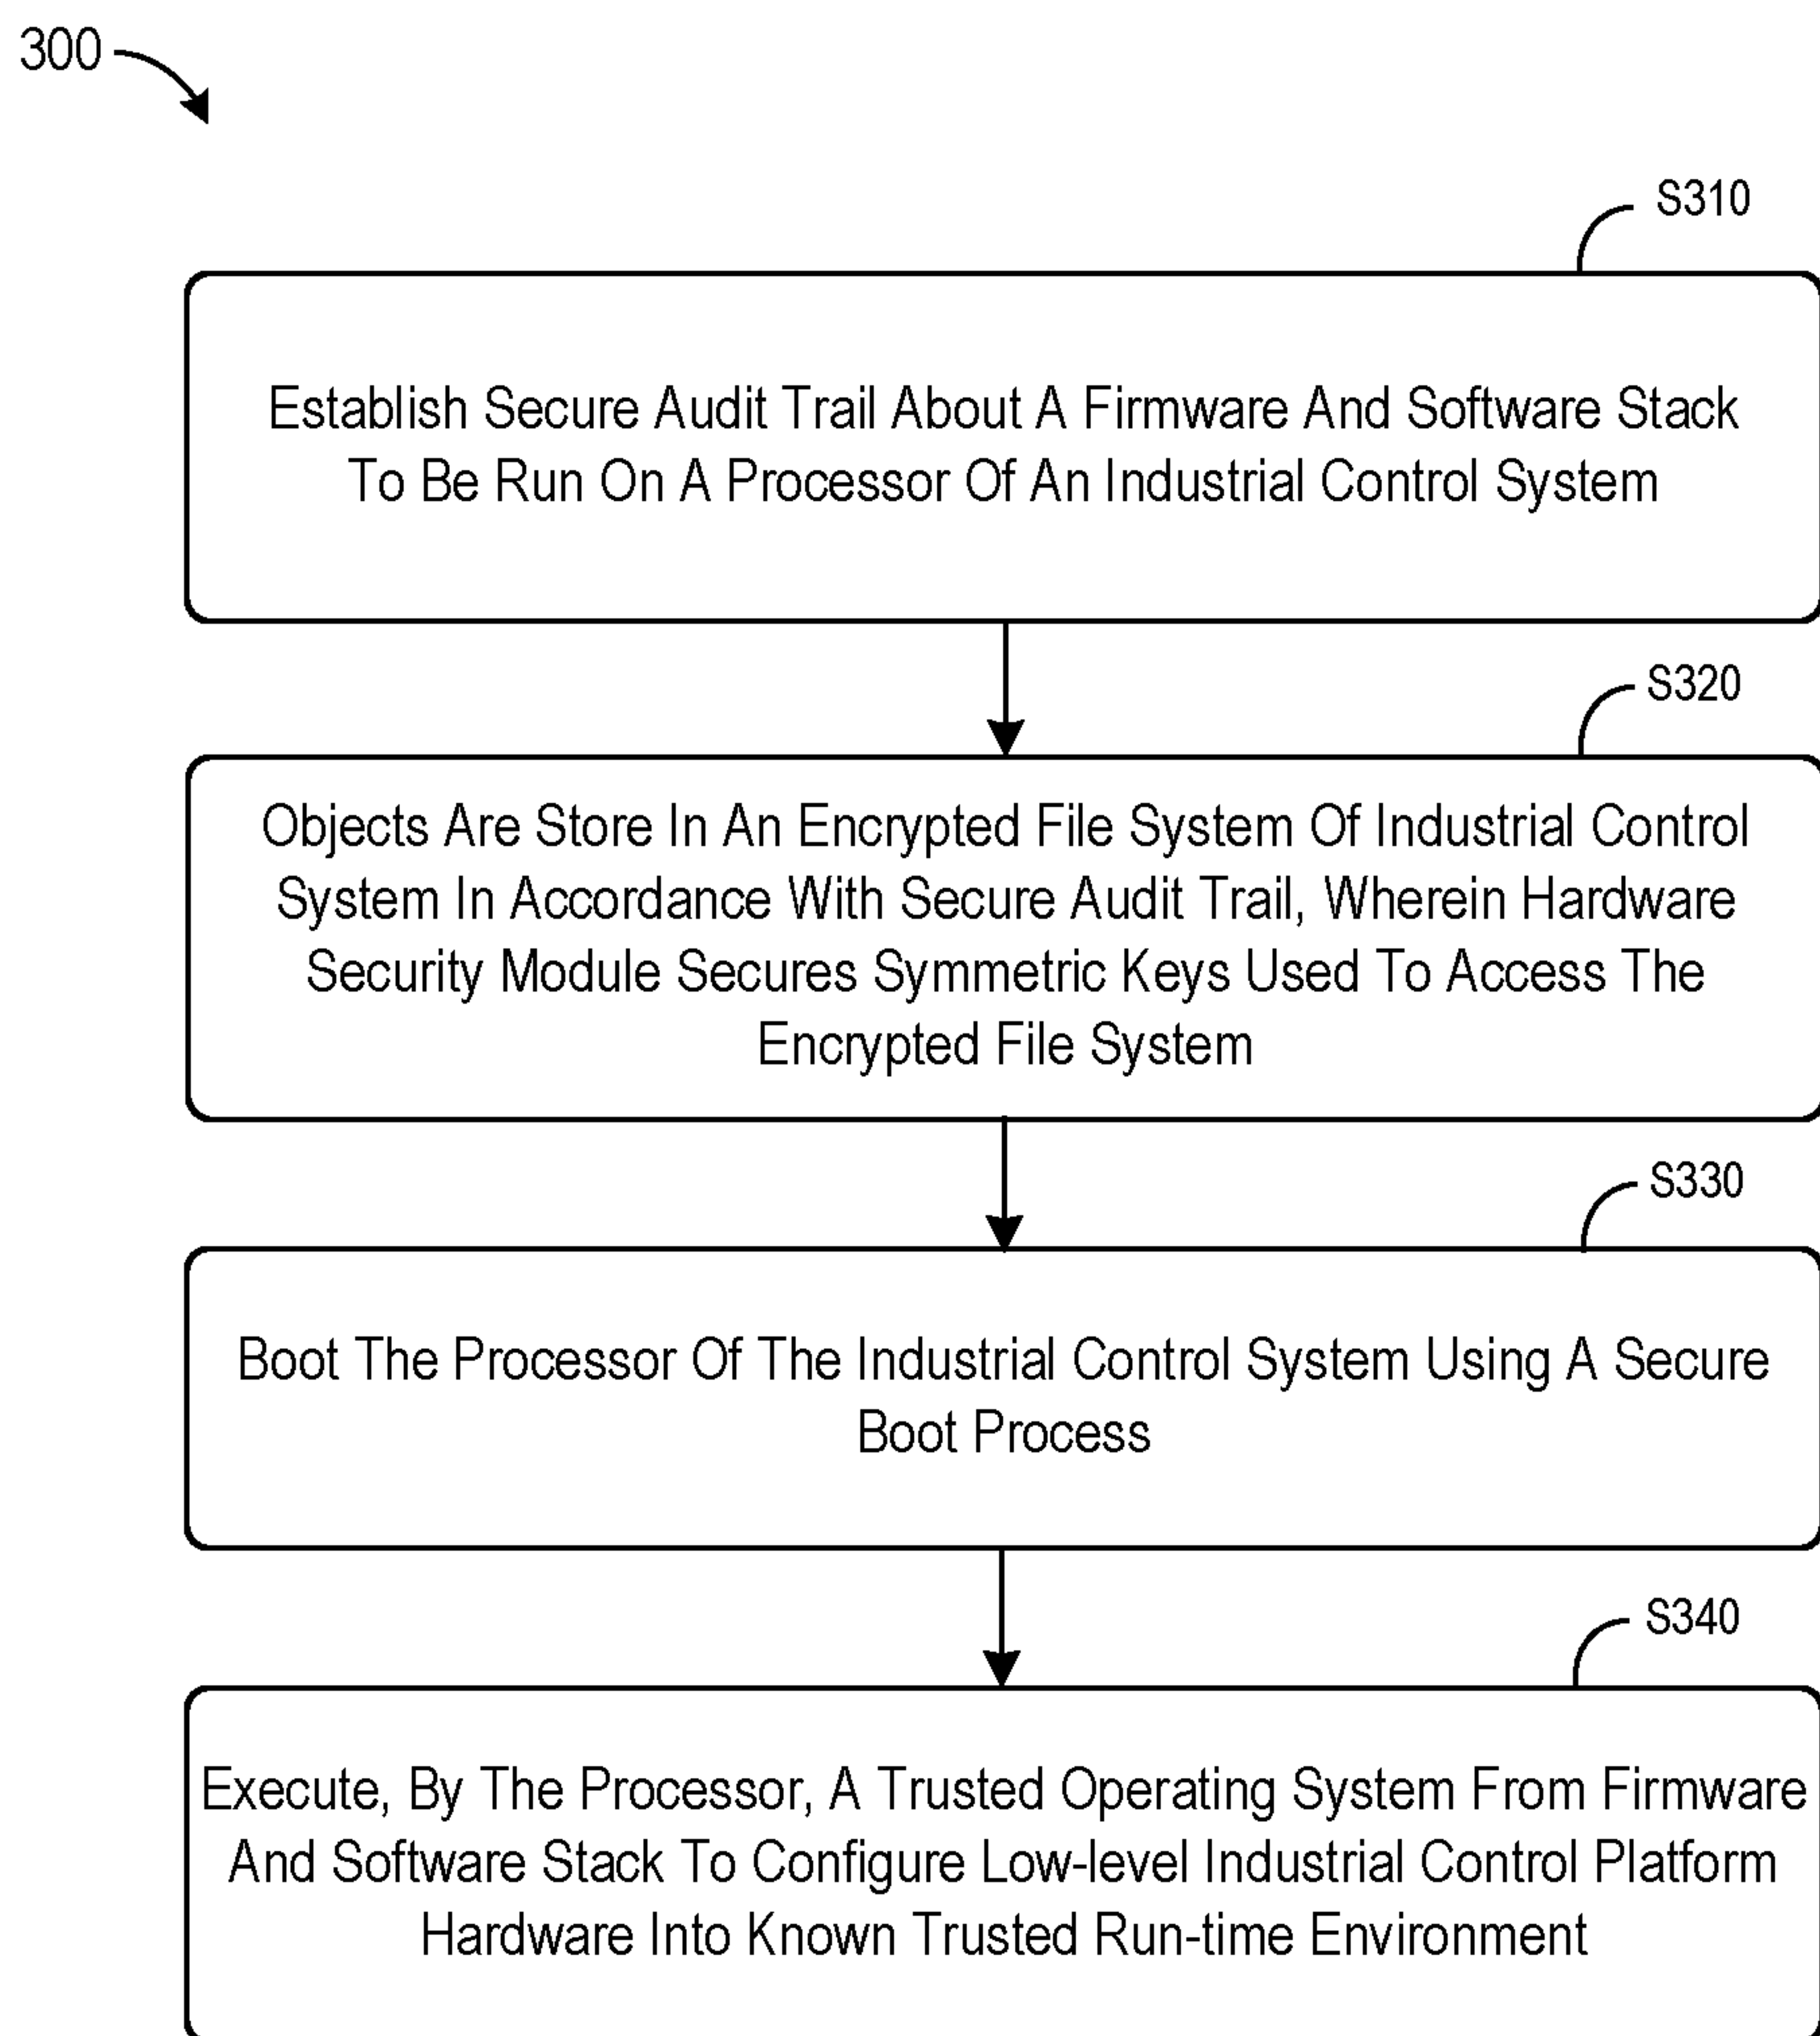 300
S310
Establish Secure Audit Trail About A Firmware And Software Stack
To Be Run On A Processor Of An Industrial Control System
S320
Objects Are Store In An Encrypted File System Of Industrial Control
System In Accordance With Secure Audit Trail, Wherein Hardware
Security Module Secures Symmetric Keys Used To Access The
Encrypted File System
S330
Boot The Processor Of The Industrial Control System Using A Secure
Boot Process
S340
Execute, By The Processor, A Trusted Operating System From Firmware
And Software Stack To Configure Low-level Industrial Control Platform
Hardware Into Known Trusted Run-time Environment